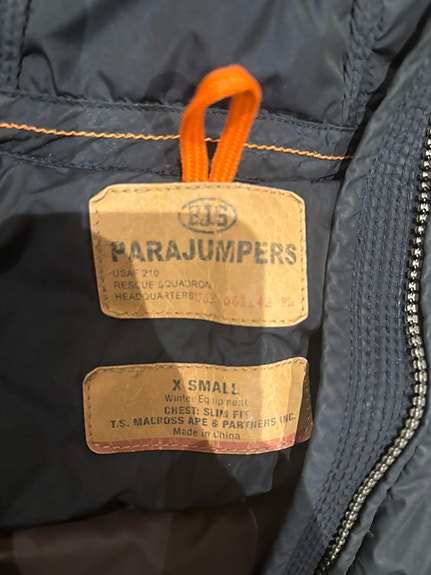 PJS
PARAJUMPERS
USAF 210
RESCUE SQUADRON
HEADQUARTERS
X SMALL
Winter Equipment
CHEST: SLIM FIT
T.S. MACROSS APE & PARTNERS INC.
Made in China